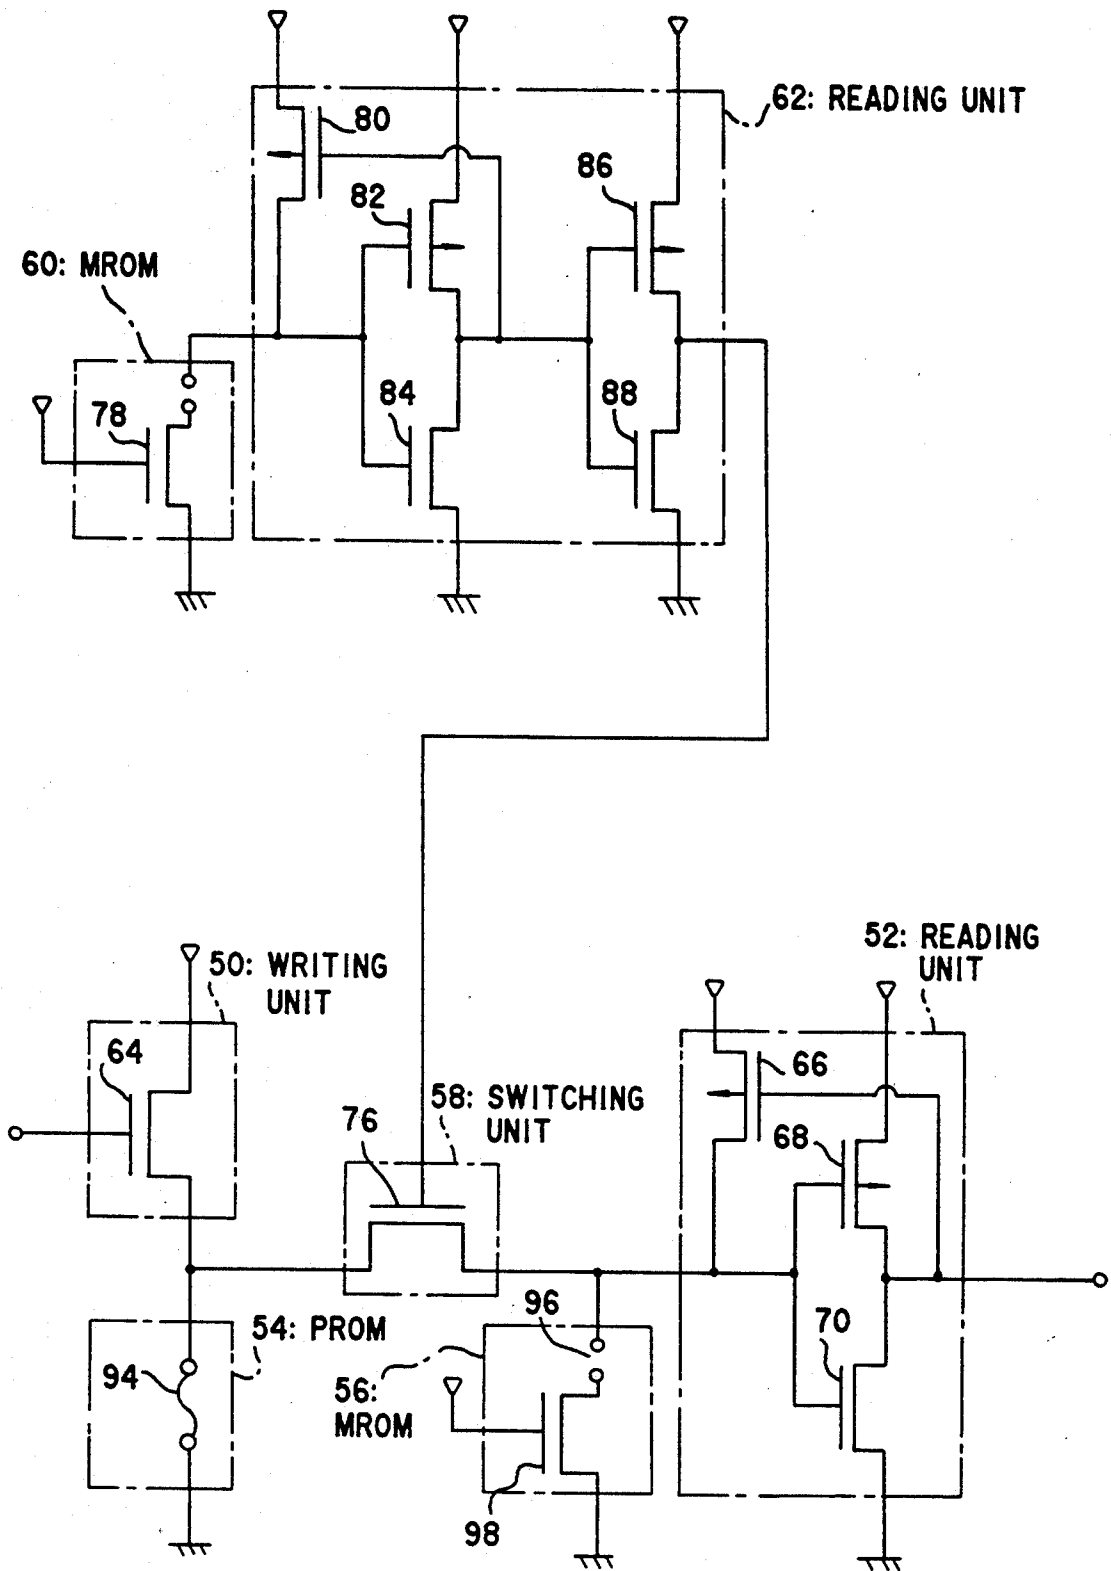 62: READING UNIT
80
86
82
60: MROM
84
88
78
52: READING
UNIT
50: WRITING
UNIT
64
66
58: SWITCHING
UNIT
76
68
96
54: PROM
70
94
56:
MROM
98